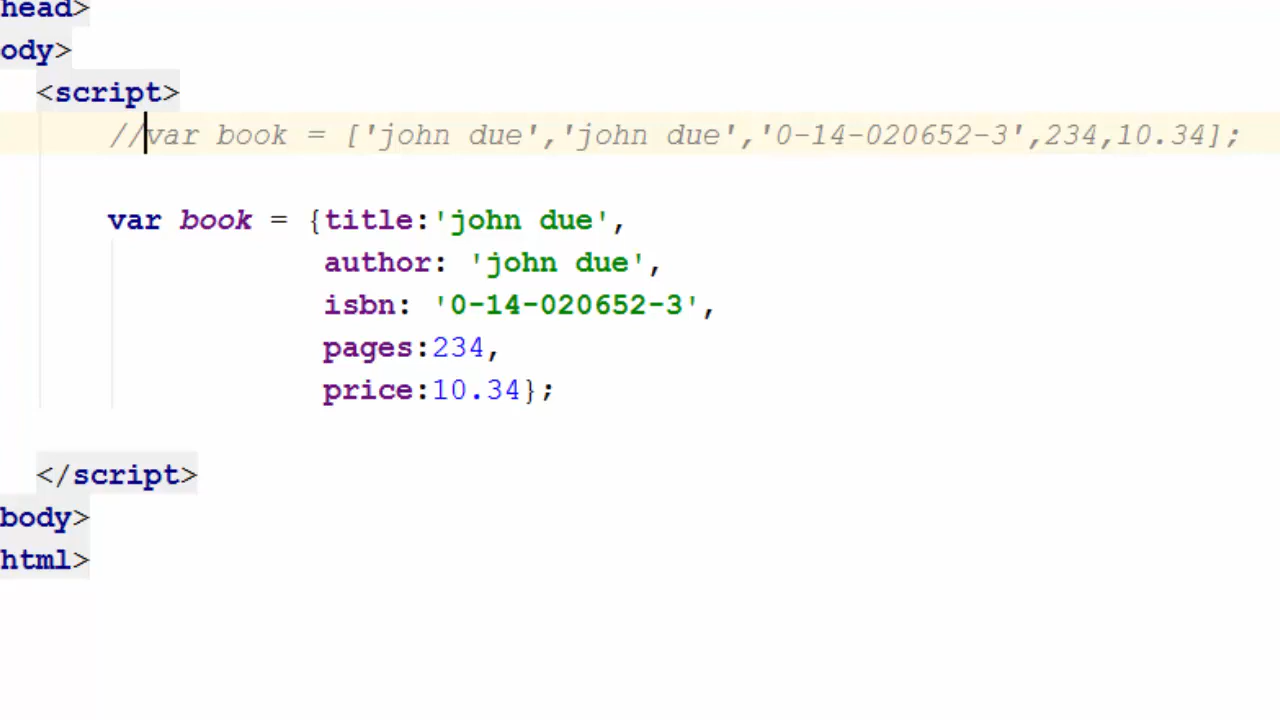 head>
ody>
<script>
//var book = ['john due','john due','0-14-020652-3',234,10.34];
var book = {title:'john due',
author: 'john due',
isbn: '0-14-020652-3',
pages:234,
price:10.34};
</script>
body>
html>